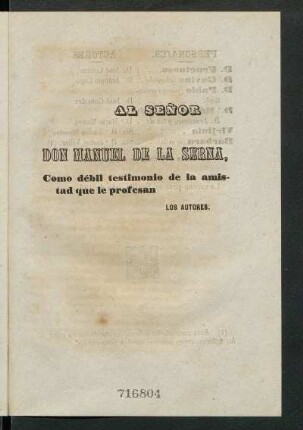 AL SEÑOR
DON MANUEL DE LA SERNA,
Como débil testimonio de la amis-
tad que le profesan
LOS AUTORES.
716804